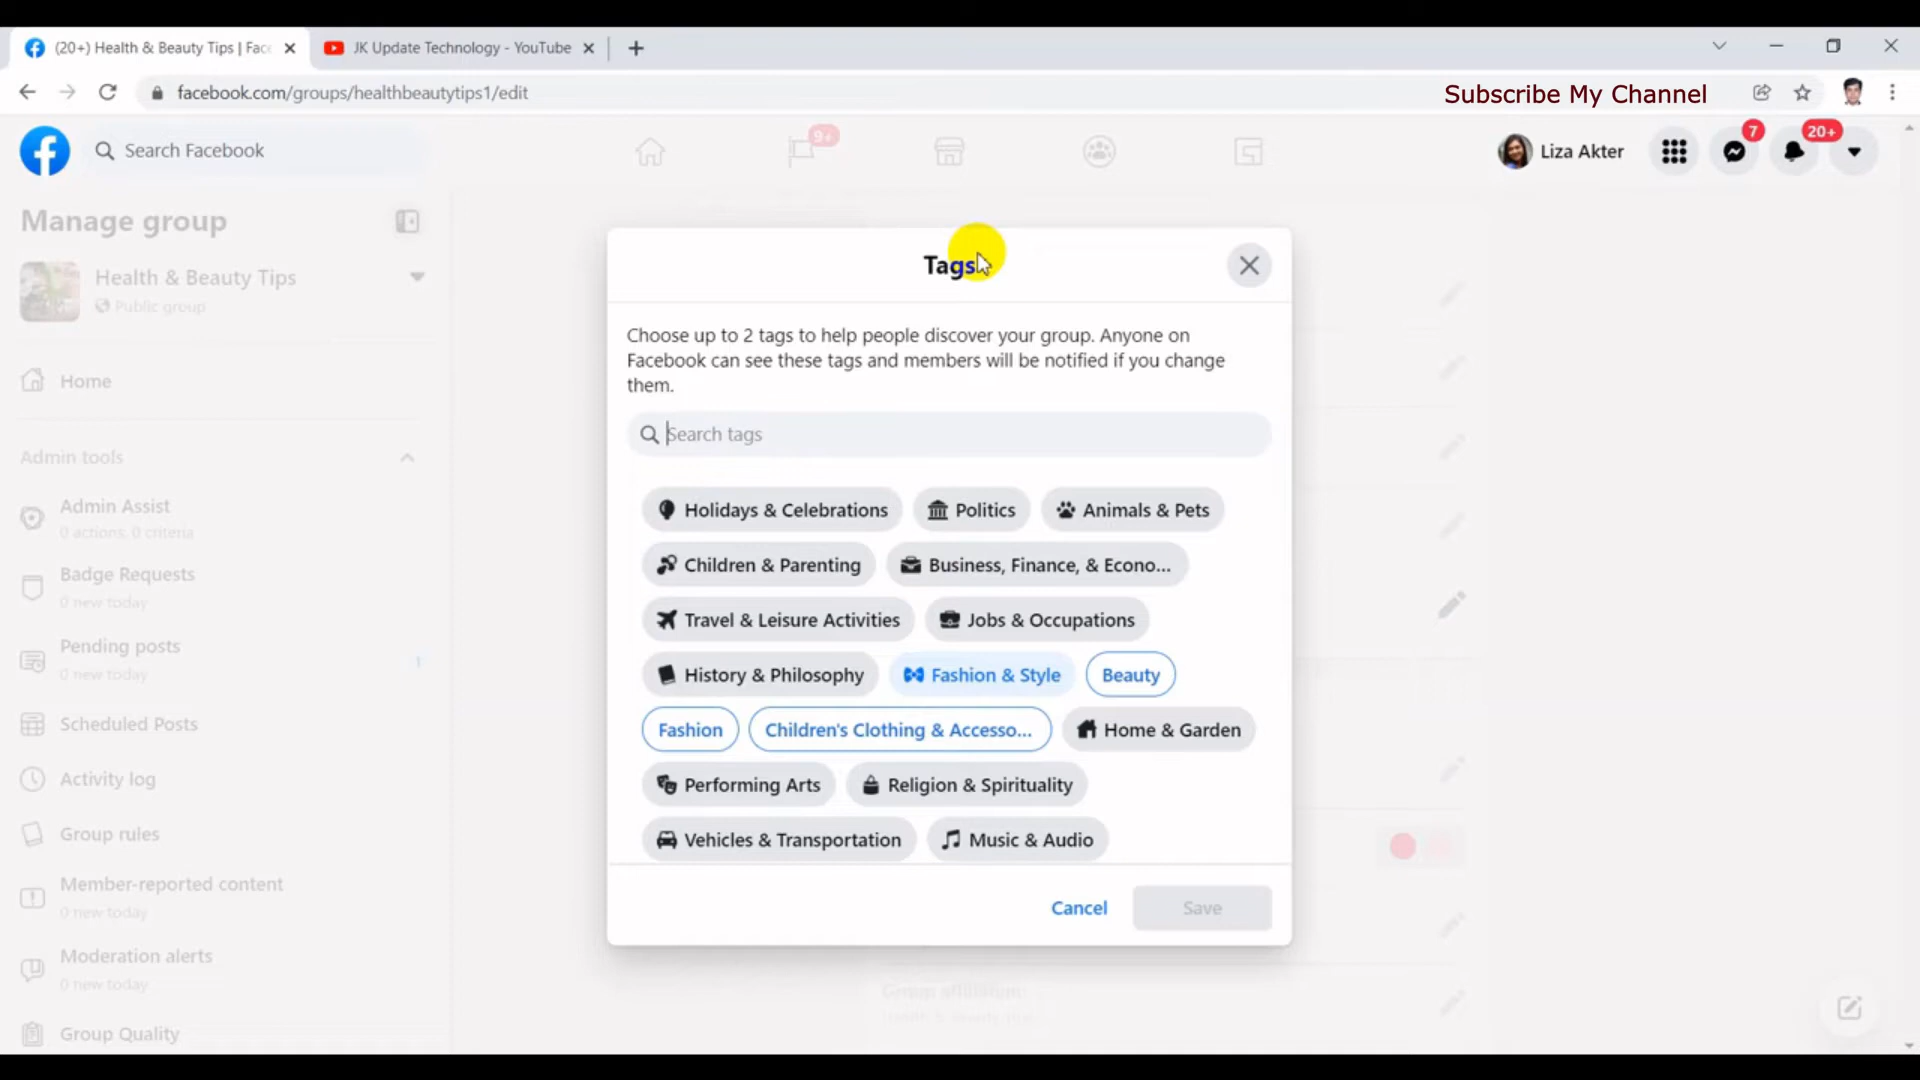 (20+) Health & Beauty Tips | Fac
JK Update Technology - YouTube
facebook.com/groups/healthbeautytips1/edit
Subscribe My Channel
Search Facebook
9+
Liza Akter
7
20+
Manage group
Health & Beauty Tips
Public group
Home
Admin tools
Admin Assist
0 actions, 0 criteria
Badge Requests
0 new today
Pending posts
0 new today
1
Scheduled Posts
Activity log
Group rules
Member-reported content
0 new today
Moderation alerts
0 new today
Group Quality
Tags
Choose up to 2 tags to help people discover your group. Anyone on
Facebook can see these tags and members will be notified if you change
them.
Search tags
Holidays & Celebrations
Politics
Animals & Pets
Children & Parenting
Business, Finance, & Econo...
Travel & Leisure Activities
Jobs & Occupations
History & Philosophy
Fashion & Style
Beauty
Fashion
Children's Clothing & Accesso...
Home & Garden
Performing Arts
Religion & Spirituality
Vehicles & Transportation
Music & Audio
Cancel
Save